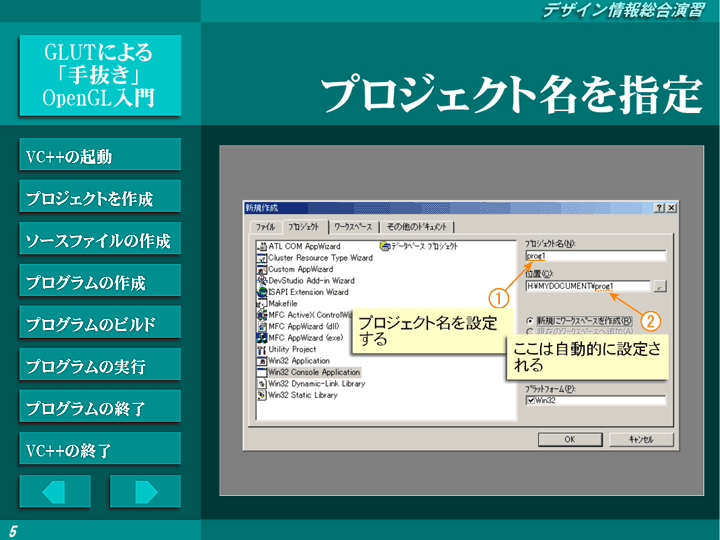 デザイン情報総合演習
GLUTによる
「手抜き」
OpenGL入門
プロジェクト名を指定
VC++の起動
プロジェクトを作成
ソースファイルの作成
プログラムの作成
プログラムのビルド
プログラムの実行
プログラムの終了
VC++の終了
新規作成
ファイル
プロジェクト
ワークスペース
その他のドキュメント
ATL COM AppWizard
データベース プロジェクト
Cluster Resource Type Wizard
Custom AppWizard
DevStudio Add-in Wizard
ISAPI Extension Wizard
Makefile
MFC ActiveX ControlWi
MFC AppWizard (dll)
MFC AppWizard (exe)
Utility Project
Win32 Application
Win32 Console Application
Win32 Dynamic-Link Library
Win32 Static Library
プロジェクト名(N):
prog1
位置(C):
H:¥MYDOCUMENT¥prog1
...
①
プロジェクト名を設定
する
新規にワークスペースを作成(R)
現在のワークスペースへ追加(A)
②
ここは自動的に設定さ
れる
プラットフォーム(P):
Win32
OK
キャンセル
5